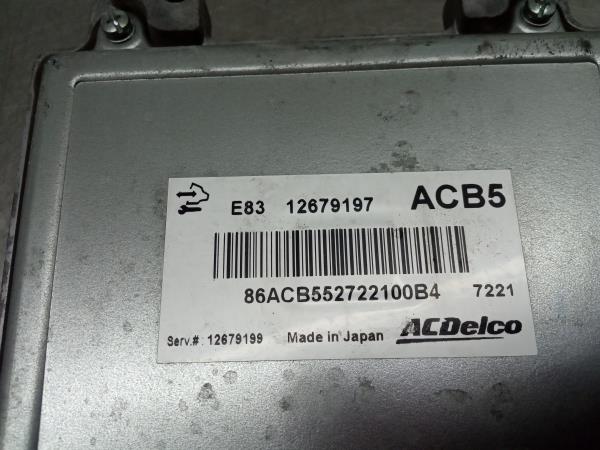 E83 12679197 ACB5
86ACB552722100B4 7221
Serv.#: 12679199 Made in Japan ACDelco